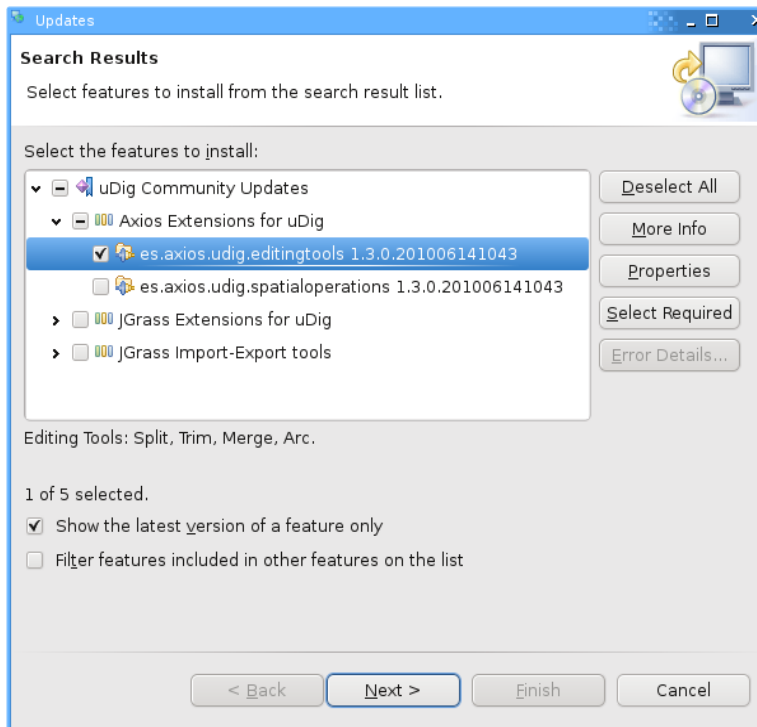 Updates
Search Results
Select features to install from the search result list.
Select the features to install:
uDig Community Updates
Deselect All
Axios Extensions for uDig
More Info
es.axios.udig.editingtools 1.3.0.201006141043
Properties
es.axios.udig.spatialoperations 1.3.0.201006141043
Select Required
JGrass Extensions for uDig
Error Details...
JGrass Import-Export tools
Editing Tools: Split, Trim, Merge, Arc.
1 of 5 selected.
Show the latest version of a feature only
Filter features included in other features on the list
< Back Next > Finish Cancel